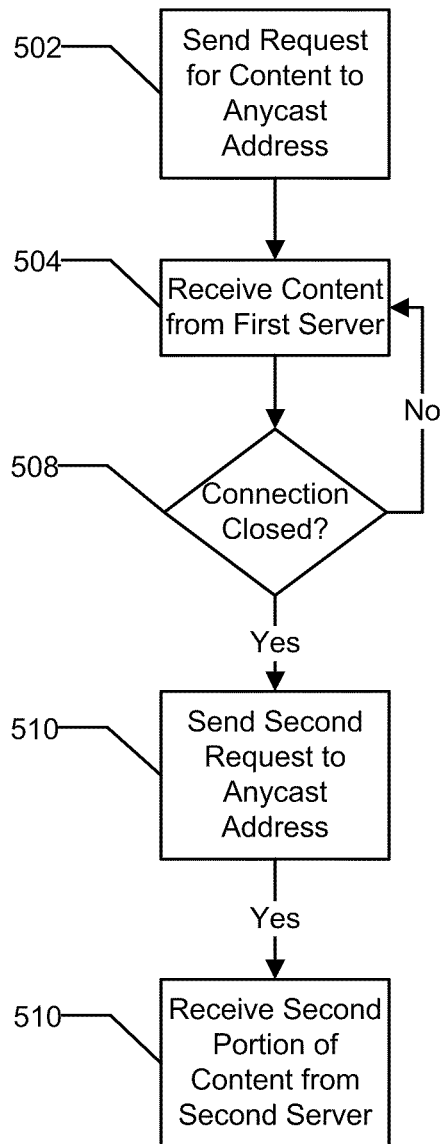 502
Send Request
for Content to
Anycast
Address
504
Receive Content
from First Server
No
508
Connection
Closed?
Yes
510
Send Second
Request to
Anycast
Address
Yes
510
Receive Second
Portion of
Content from
Second Server